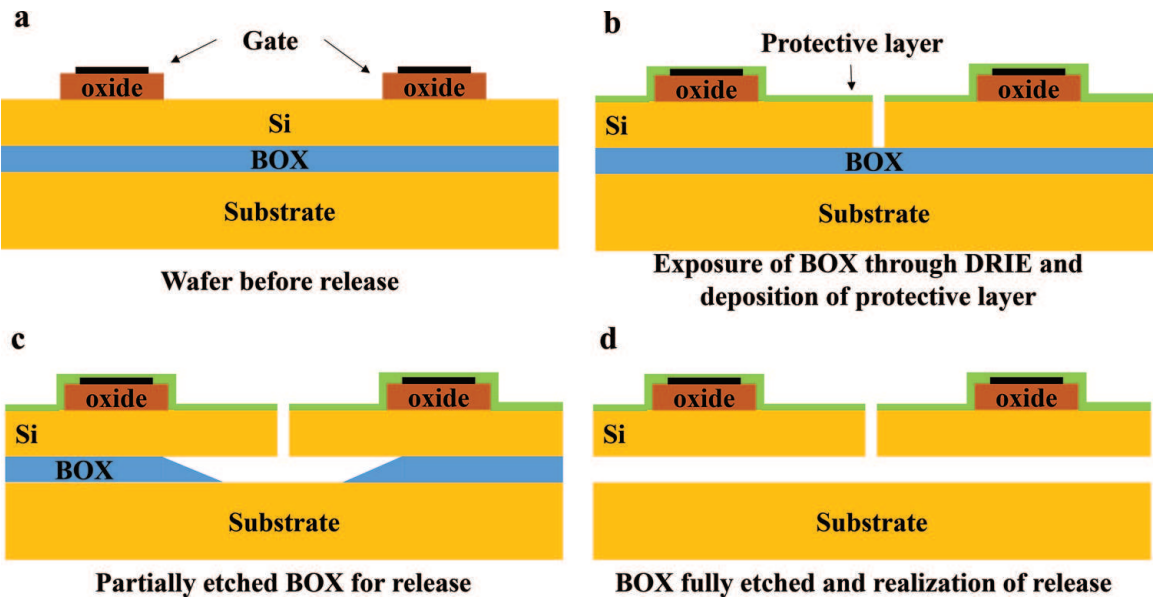 a
Gate
oxide
oxide
Si
BOX
Substrate
Wafer before release
b
Protective layer
oxide
oxide
Si
BOX
Substrate
Exposure of BOX through DRIE and
deposition of protective layer
c
oxide
oxide
Si
BOX
Substrate
Partially etched BOX for release
d
oxide
oxide
Si
Substrate
BOX fully etched and realization of release